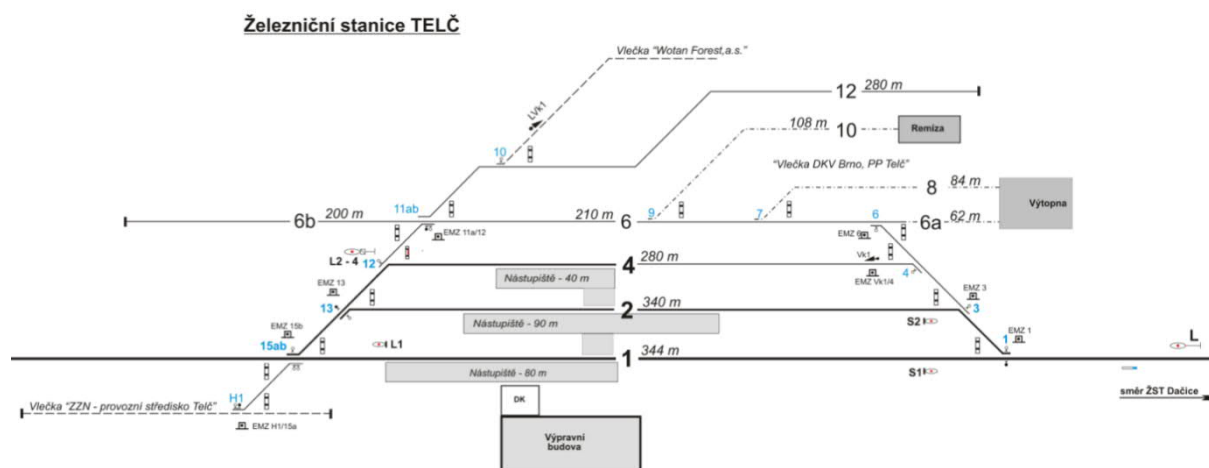 Železniční stanice TELČ
Vlečka "Wotan Forest,a.s."
LVk1
12 280 m
108 m 10 Remíza
10
"Vlečka DKV Brno, PP Telč"
8 84 m
Výtopna
11ab
6b 200 m
210 m 6
9
7
6
6a 62 m
EMZ 11a/12
EMZ 6
L2 - 4
12
280 m
4
Vk1
4
EMZ 13
Nástupiště - 40 m
EMZ Vk1/4
EMZ 3
13
2 340 m
3
EMZ 15b
Nástupiště - 90 m
S2
EMZ 1
15ab
L1
1
L
1 344 m
Nástupiště - 80 m
S1
směr ŽST Dačice
H1
Vlečka "ZZN - provozní středisko Telč"
EMZ H1/15a
DK
Výpravní
budova